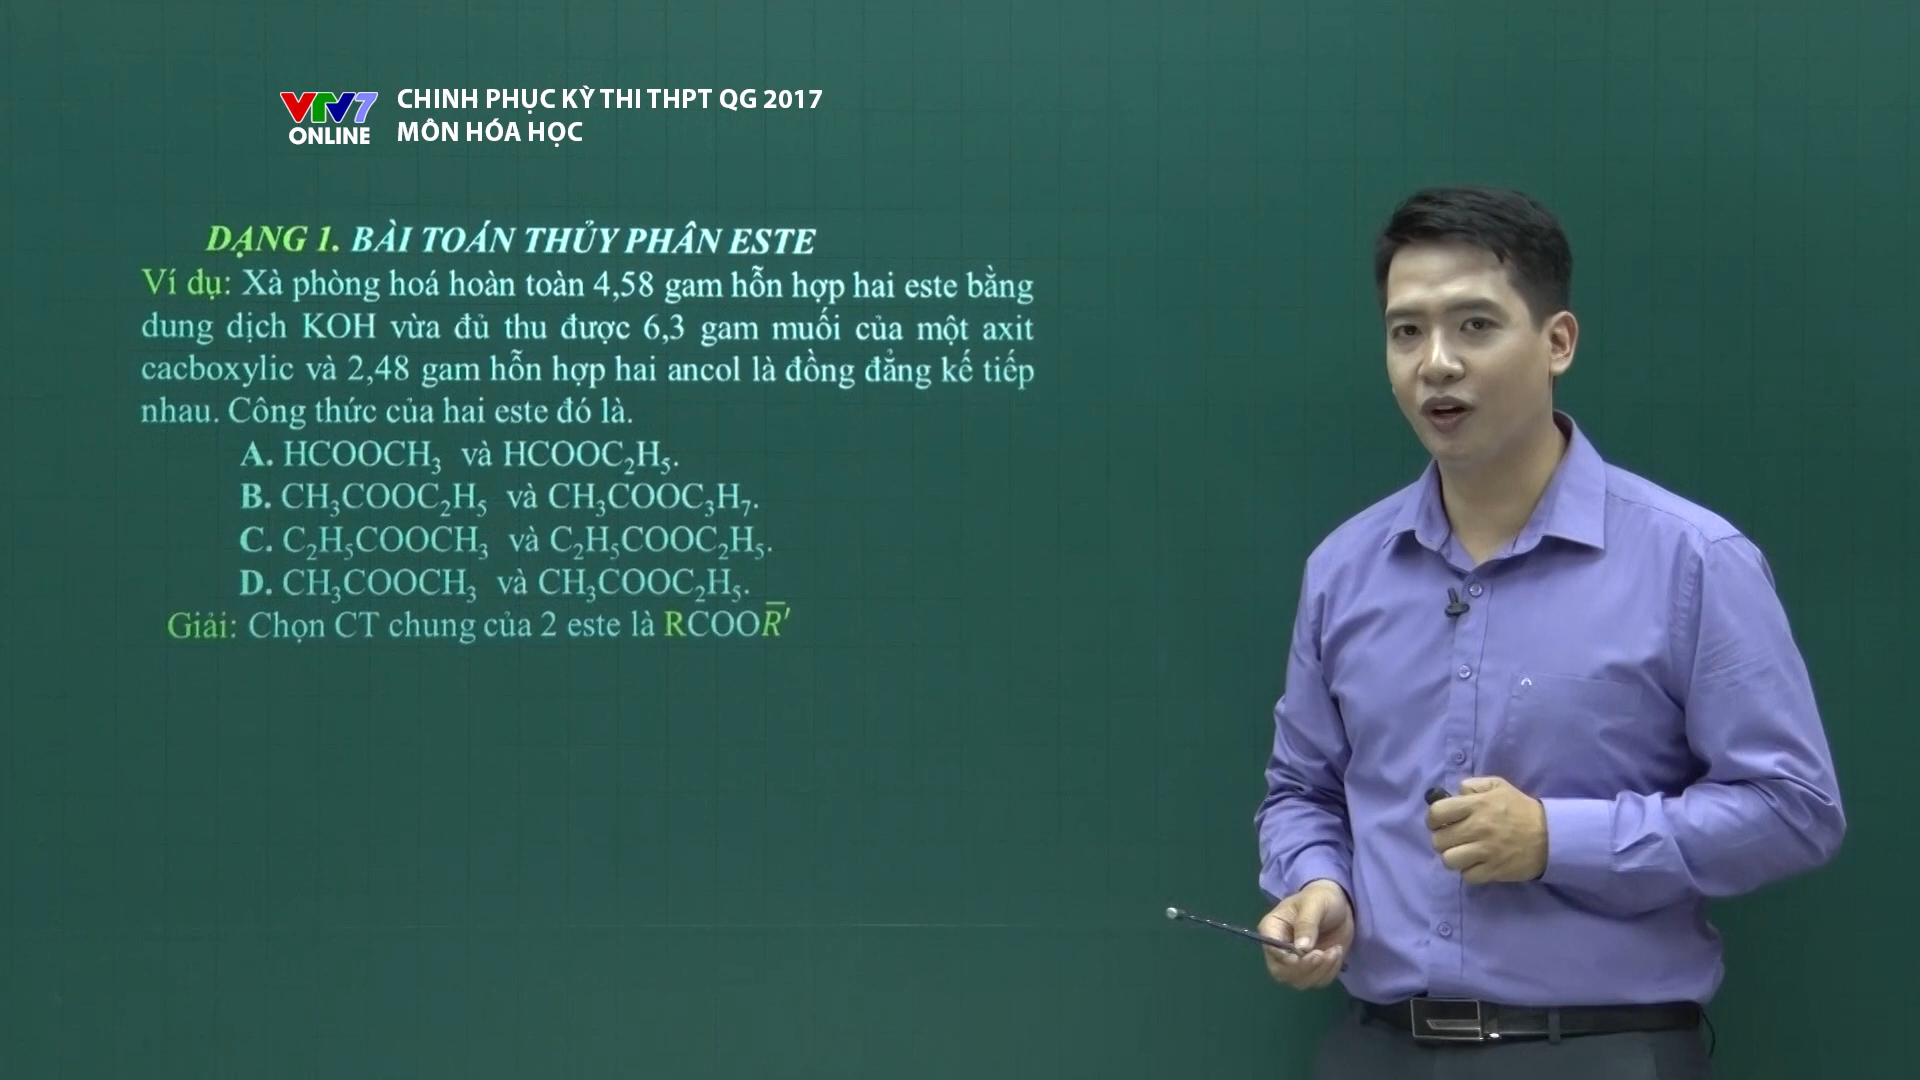 VTV7
ONLINE
CHINH PHỤC KỲ THI THPT QG 2017
MÔN HÓA HỌC
DẠNG 1. BÀI TOÁN THỦY PHÂN ESTE
Ví dụ: Xà phòng hoá hoàn toàn 4,58 gam hỗn hợp hai este bằng
dung dịch KOH vừa đủ thu được 6,3 gam muối của một axit
cacboxylic và 2,48 gam hỗn hợp hai ancol là đồng đẳng kế tiếp
nhau. Công thức của hai este đó là.
A. HCOOCH₃ và HCOOC₂H₅.
B. CH₃COOC₂H₅ và CH₃COOC₃H₇.
C. C₂H₅COOCH₃ và C₂H₅COOC₂H₅.
D. CH₃COOCH₃ và CH₃COOC₂H₅.
Giải: Chọn CT chung của 2 este là RCOOR̅′